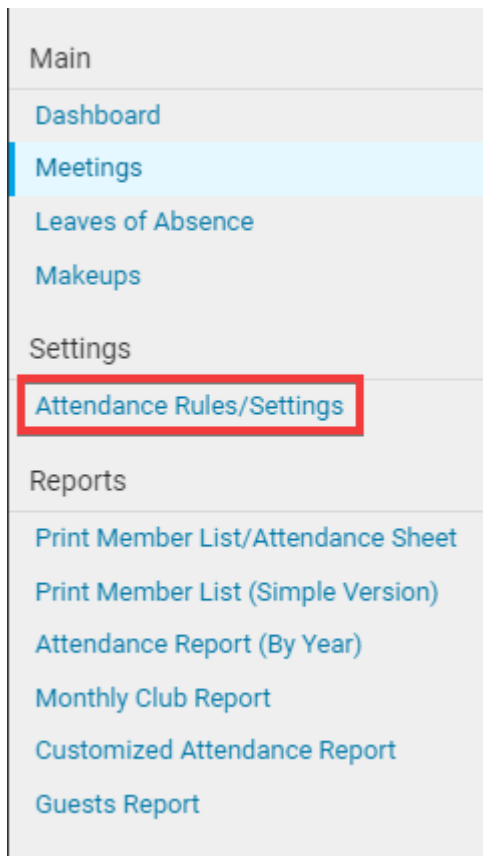 Main
Dashboard
Meetings
Leaves of Absence
Makeups
Settings
Attendance Rules/Settings
Reports
Print Member List/Attendance Sheet
Print Member List (Simple Version)
Attendance Report (By Year)
Monthly Club Report
Customized Attendance Report
Guests Report